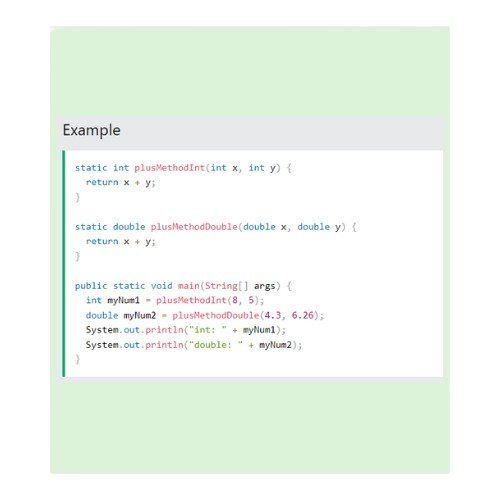 Example
static int plusMethodInt(int x, int y) {
  return x + y;
}
static double plusMethodDouble(double x, double y) {
  return x + y;
}
public static void main(String[] args) {
  int myNum1 = plusMethodInt(8, 5);
  double myNum2 = plusMethodDouble(4.3, 6.26);
  System.out.println("int: " + myNum1);
  System.out.println("double: " + myNum2);
}